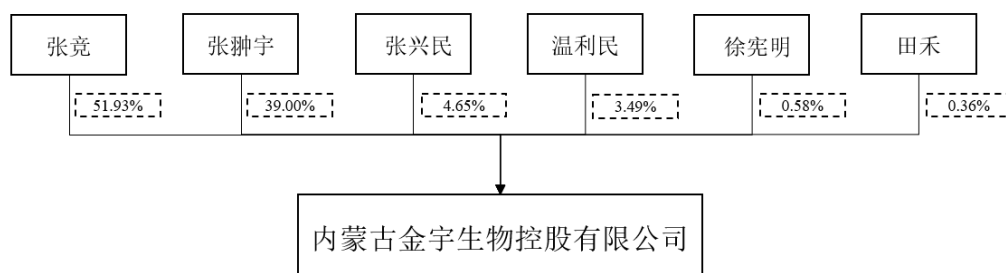 张竞
张翀宇
张兴民
温利民
徐宪明
田禾
51.93%
39.00%
4.65%
3.49%
0.58%
0.36%
内蒙古金宇生物控股有限公司